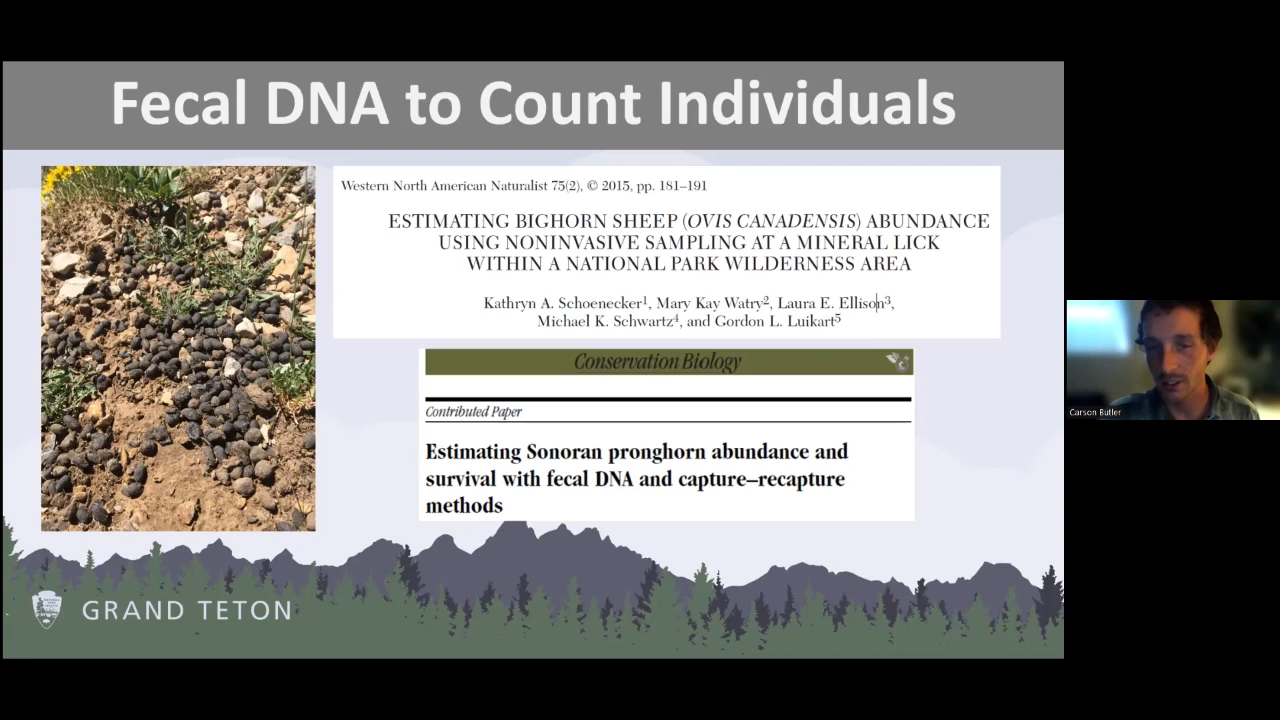 Fecal DNA to Count Individuals
Western North American Naturalist 75(2), © 2015, pp. 181–191
ESTIMATING BIGHORN SHEEP (OVIS CANADENSIS) ABUNDANCE
USING NONINVASIVE SAMPLING AT A MINERAL LICK
WITHIN A NATIONAL PARK WILDERNESS AREA
Kathryn A. Schoenecker¹, Mary Kay Watry², Laura E. Ellison³,
Michael K. Schwartz⁴, and Gordon L. Luikart⁵
Conservation Biology
Contributed Paper
Estimating Sonoran pronghorn abundance and
survival with fecal DNA and capture–recapture
methods
GRAND TETON
Carson Butler